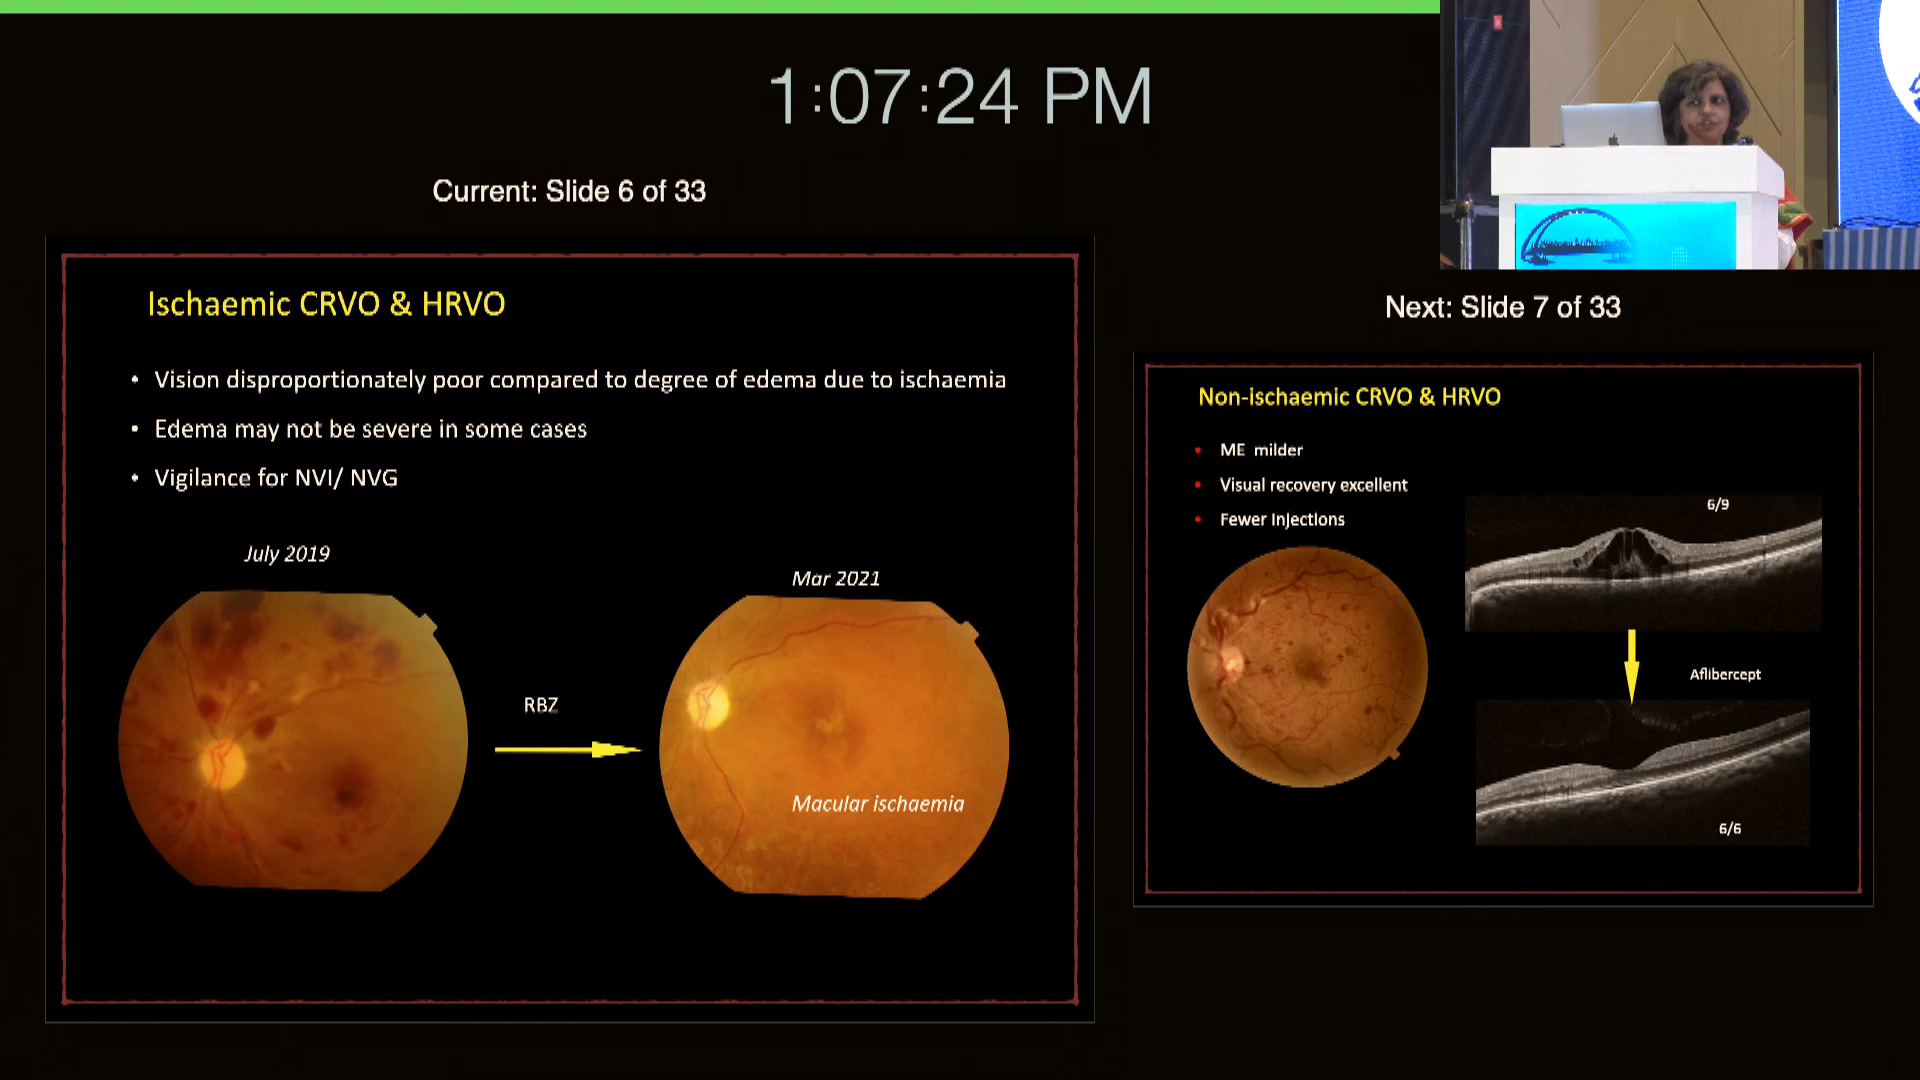 1:07:24 PM
Current: Slide 6 of 33
Ischaemic CRVO & HRVO
• Vision disproportionately poor compared to degree of edema due to ischaemia
• Edema may not be severe in some cases
• Vigilance for NVI/ NVG
July 2019
Mar 2021
RBZ
Macular ischaemia
Next: Slide 7 of 33
Non-ischaemic CRVO & HRVO
• ME milder
• Visual recovery excellent
• Fewer Injections
6/9
Aflibercept
6/6